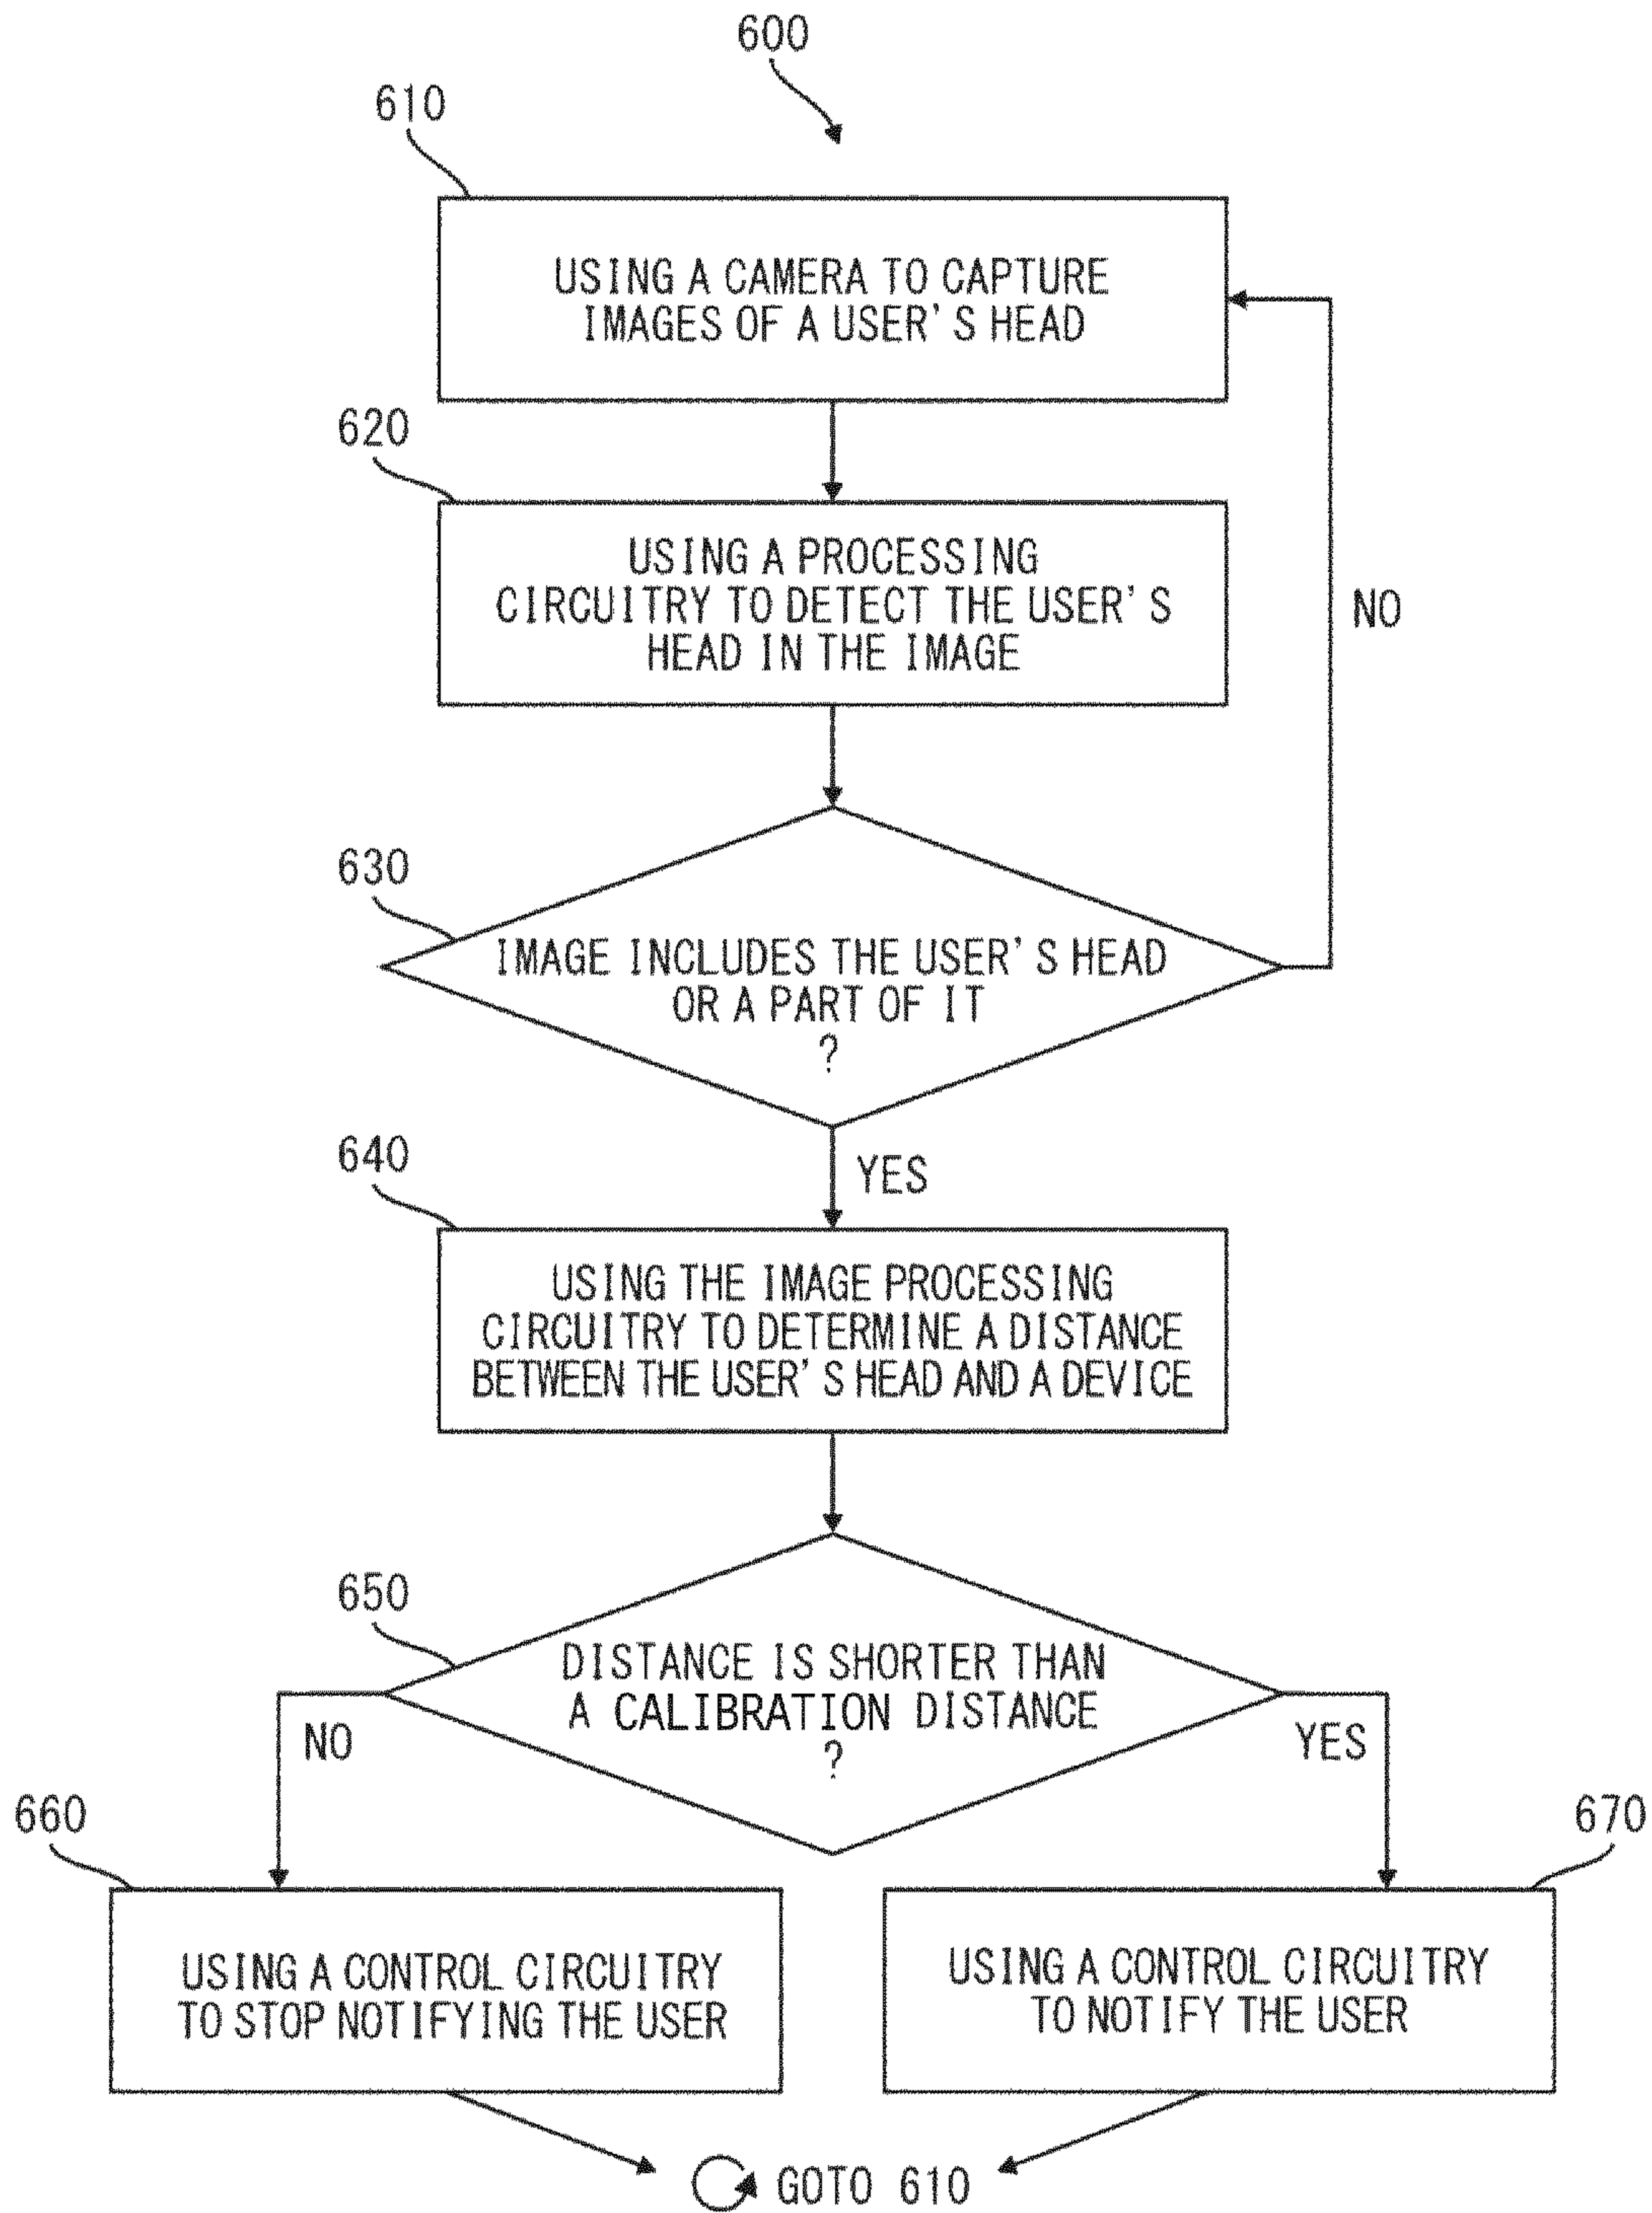 600
610
USING A CAMERA TO CAPTURE
IMAGES OF A USER'S HEAD
620
USING A PROCESSING
CIRCUITRY TO DETECT THE USER'S
HEAD IN THE IMAGE
NO
630
IMAGE INCLUDES THE USER'S HEAD
OR A PART OF IT
?
YES
640
USING THE IMAGE PROCESSING
CIRCUITRY TO DETERMINE A DISTANCE
BETWEEN THE USER'S HEAD AND A DEVICE
650
DISTANCE IS SHORTER THAN
A CALIBRATION DISTANCE
?
NO
YES
660
USING A CONTROL CIRCUITRY
TO STOP NOTIFYING THE USER
670
USING A CONTROL CIRCUITRY
TO NOTIFY THE USER
GOTO 610